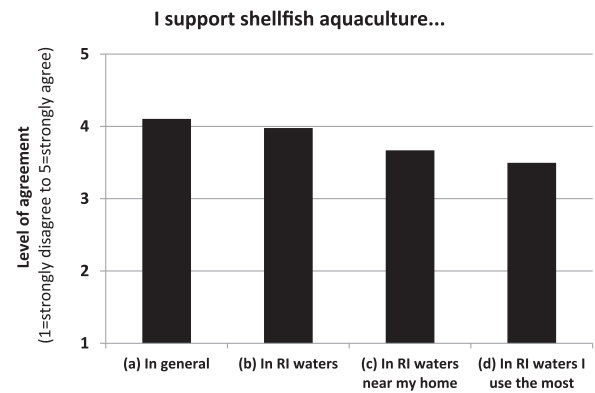 I support shellfish aquaculture...
Level of agreement
(1=strongly disagree to 5=strongly agree)
5
4
3
2
1
(a) In general
(b) In RI waters
(c) In RI waters
near my home
(d) In RI waters I
use the most